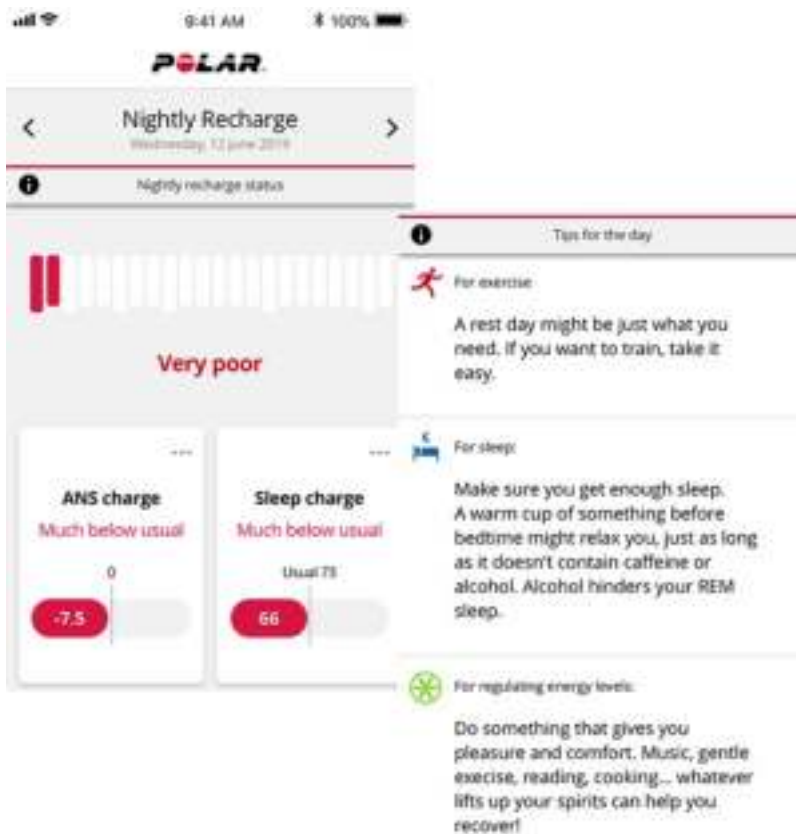 9:41 AM
100%
POLAR
Nightly Recharge
Wednesday, 12 june 2019
Nightly recharge status
Very poor
ANS charge
Much below usual
0
-7.5
Sleep charge
Much below usual
Usual 73
66
Tips for the day
For exercise
A rest day might be just what you
need. If you want to train, take it
easy.
For sleep:
Make sure you get enough sleep.
A warm cup of something before
bedtime might relax you, just as long
as it doesn't contain caffeine or
alcohol. Alcohol hinders your REM
sleep.
For regulating energy levels:
Do something that gives you
pleasure and comfort. Music, gentle
execise, reading, cooking... whatever
lifts up your spirits can help you
recover!